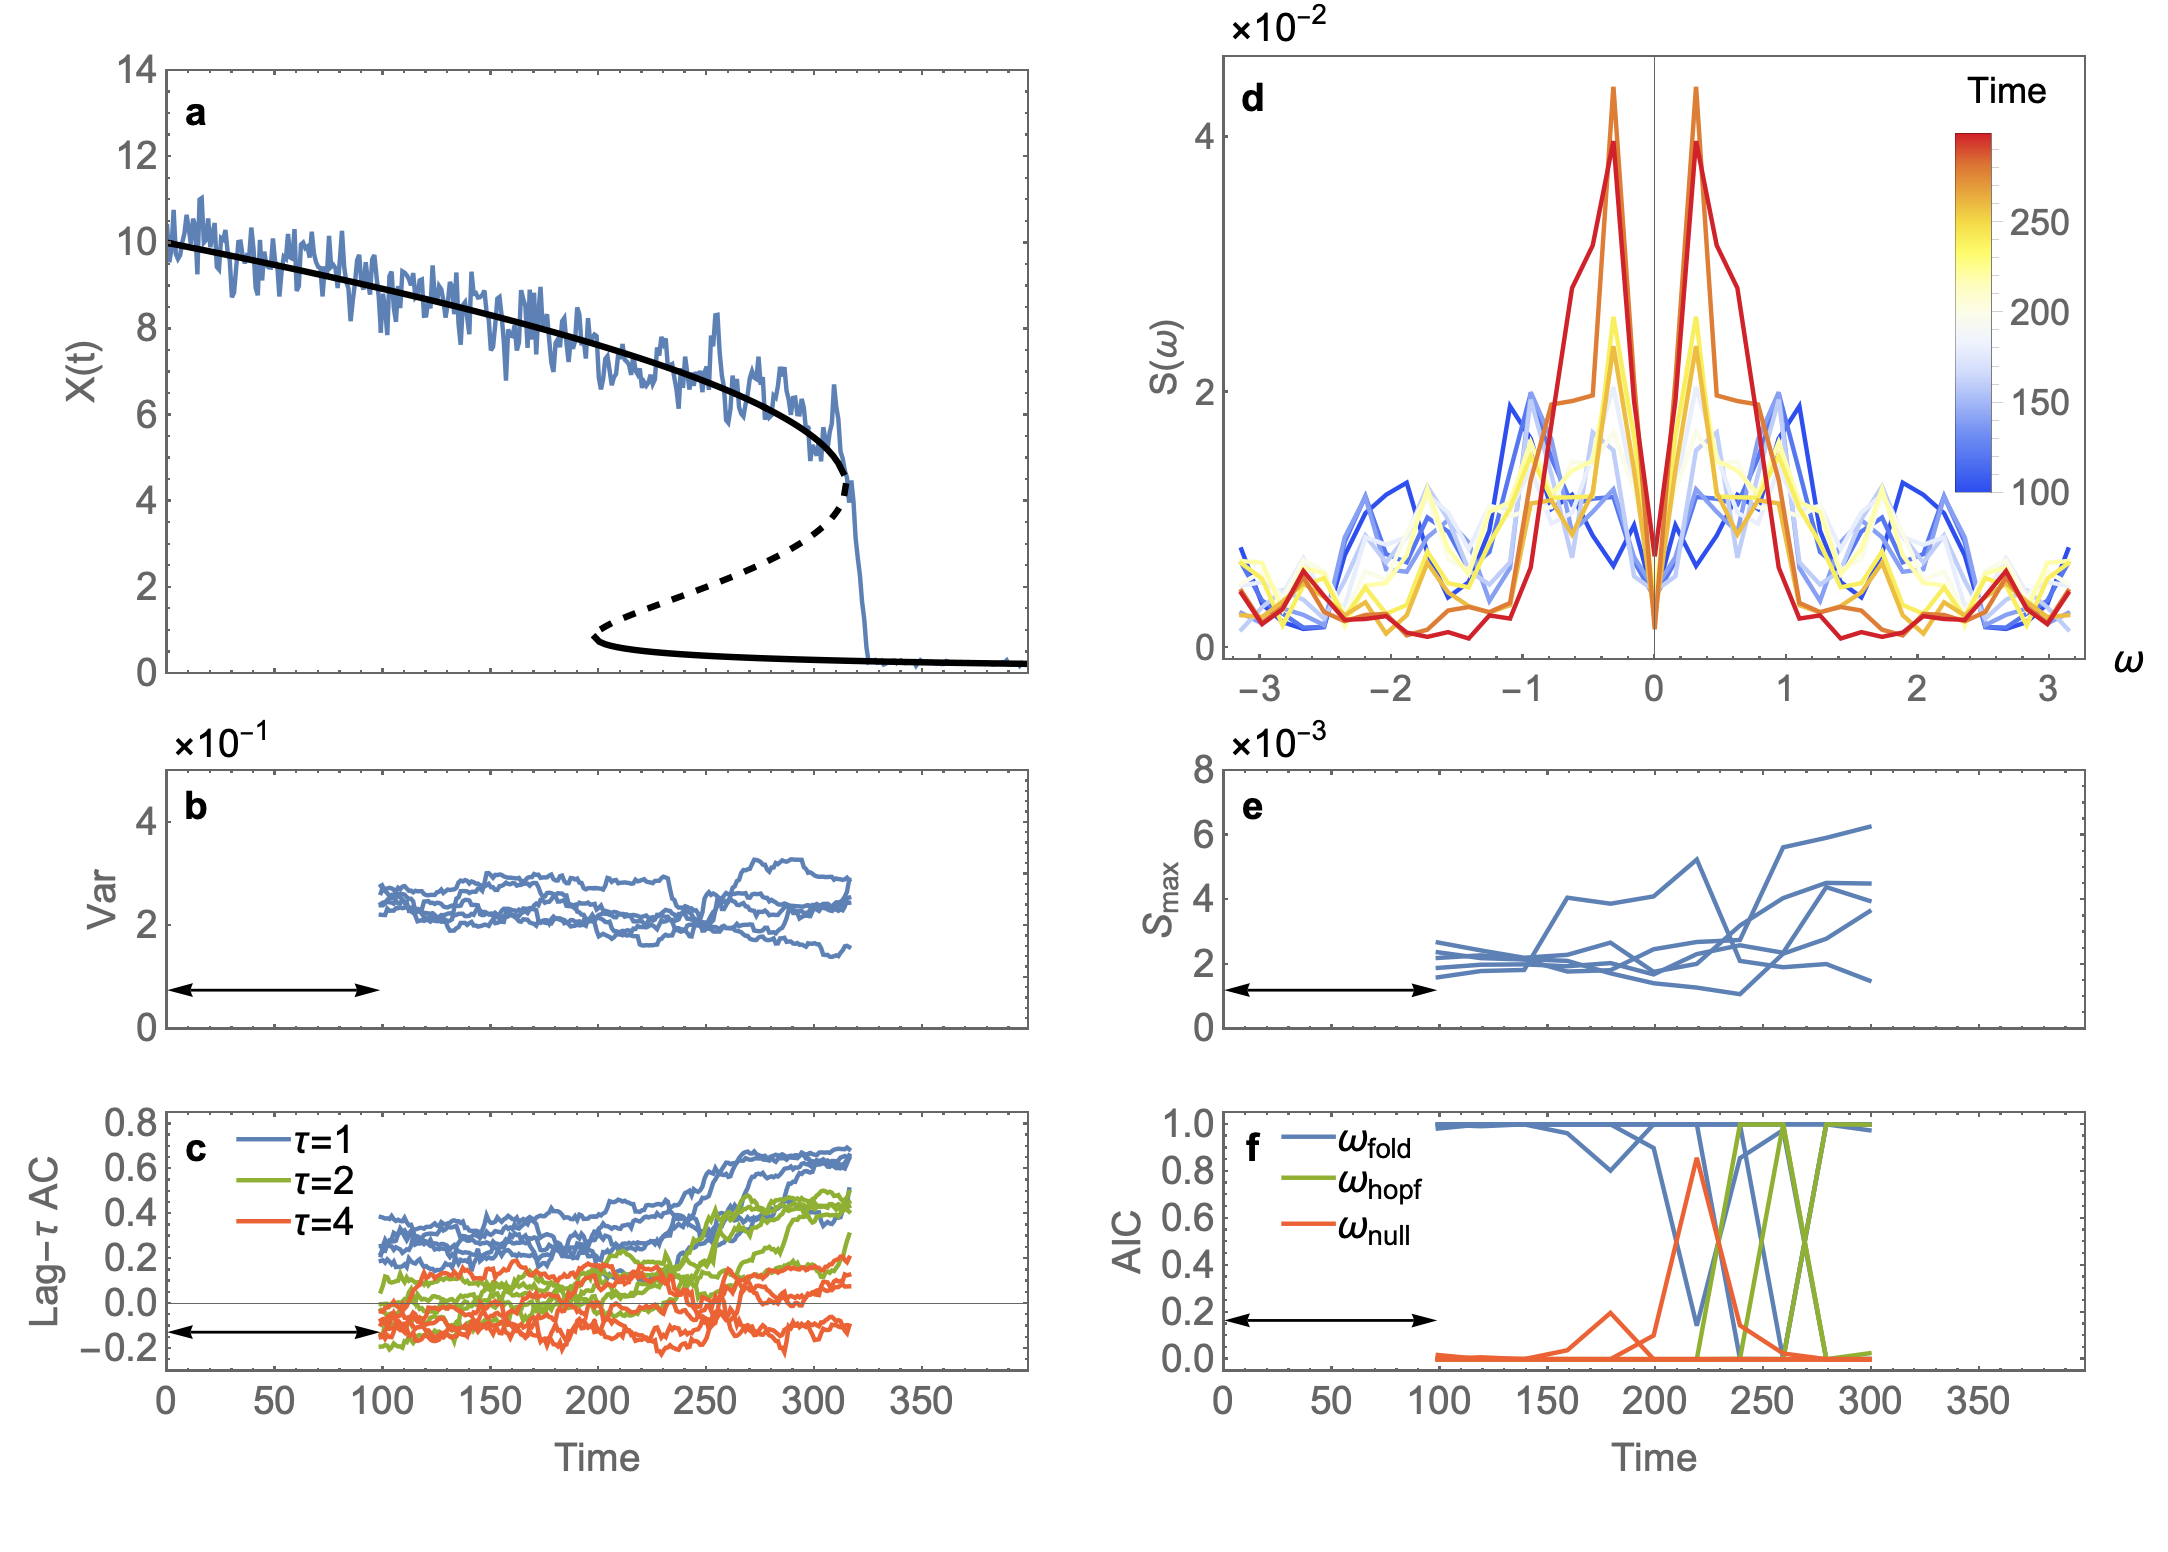 a
14
12
10
8
6
4
2
0
X(t)
×10⁻²
d
Time
4
2
0
S(ω)
250
200
150
100
−3 −2 −1 0 1 2 3
ω
×10⁻¹
b
4
2
0
Var
×10⁻³
e
8
6
4
2
0
Smax
c
τ=1
τ=2
τ=4
0.8
0.6
0.4
0.2
0.0
−0.2
Lag−τ AC
0 50 100 150 200 250 300 350
Time
f
ωfold
ωhopf
ωnull
1.0
0.8
0.6
0.4
0.2
0.0
AIC
0 50 100 150 200 250 300 350
Time